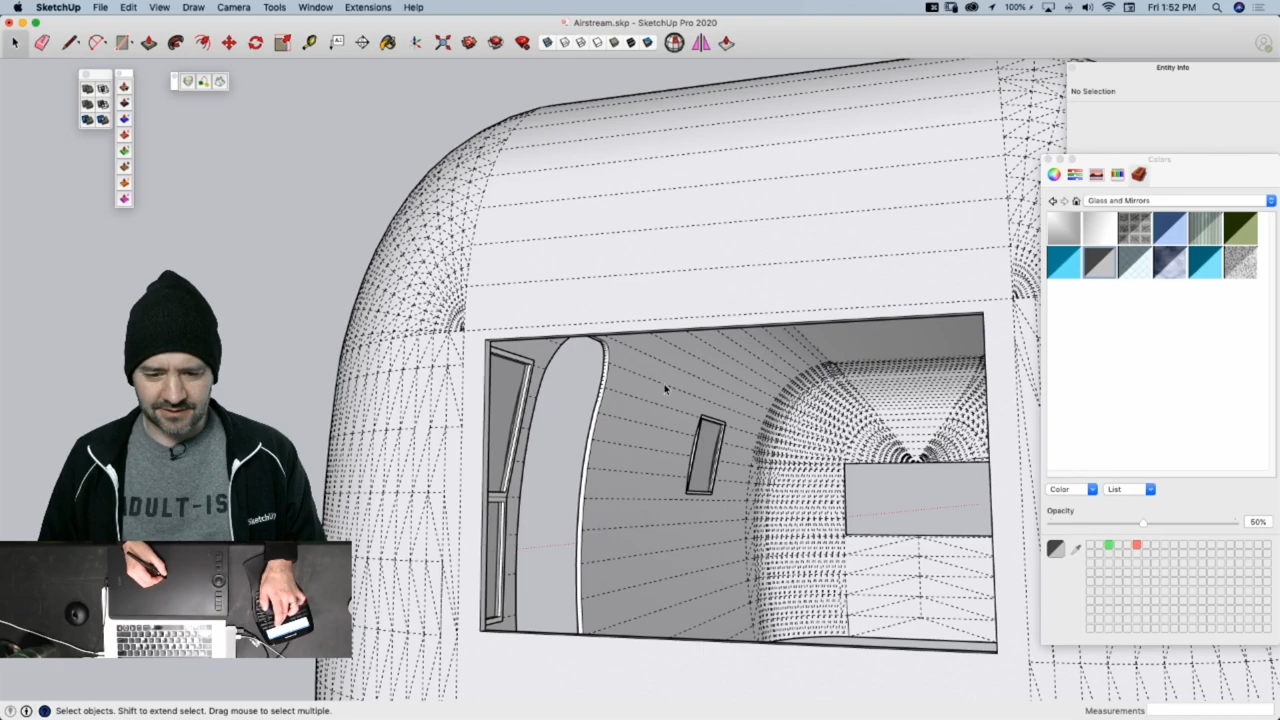 SketchUp File Edit View Draw Camera Tools Window Extensions Help 100% Fri 1:52 PM
Airstream.skp - SketchUp Pro 2020
Entity Info
No Selection
Colors
Glass and Mirrors
Color List
Opacity
50%
ADULT-IS
SketchUp
Select objects. Shift to extend select. Drag mouse to select multiple.
Measurements